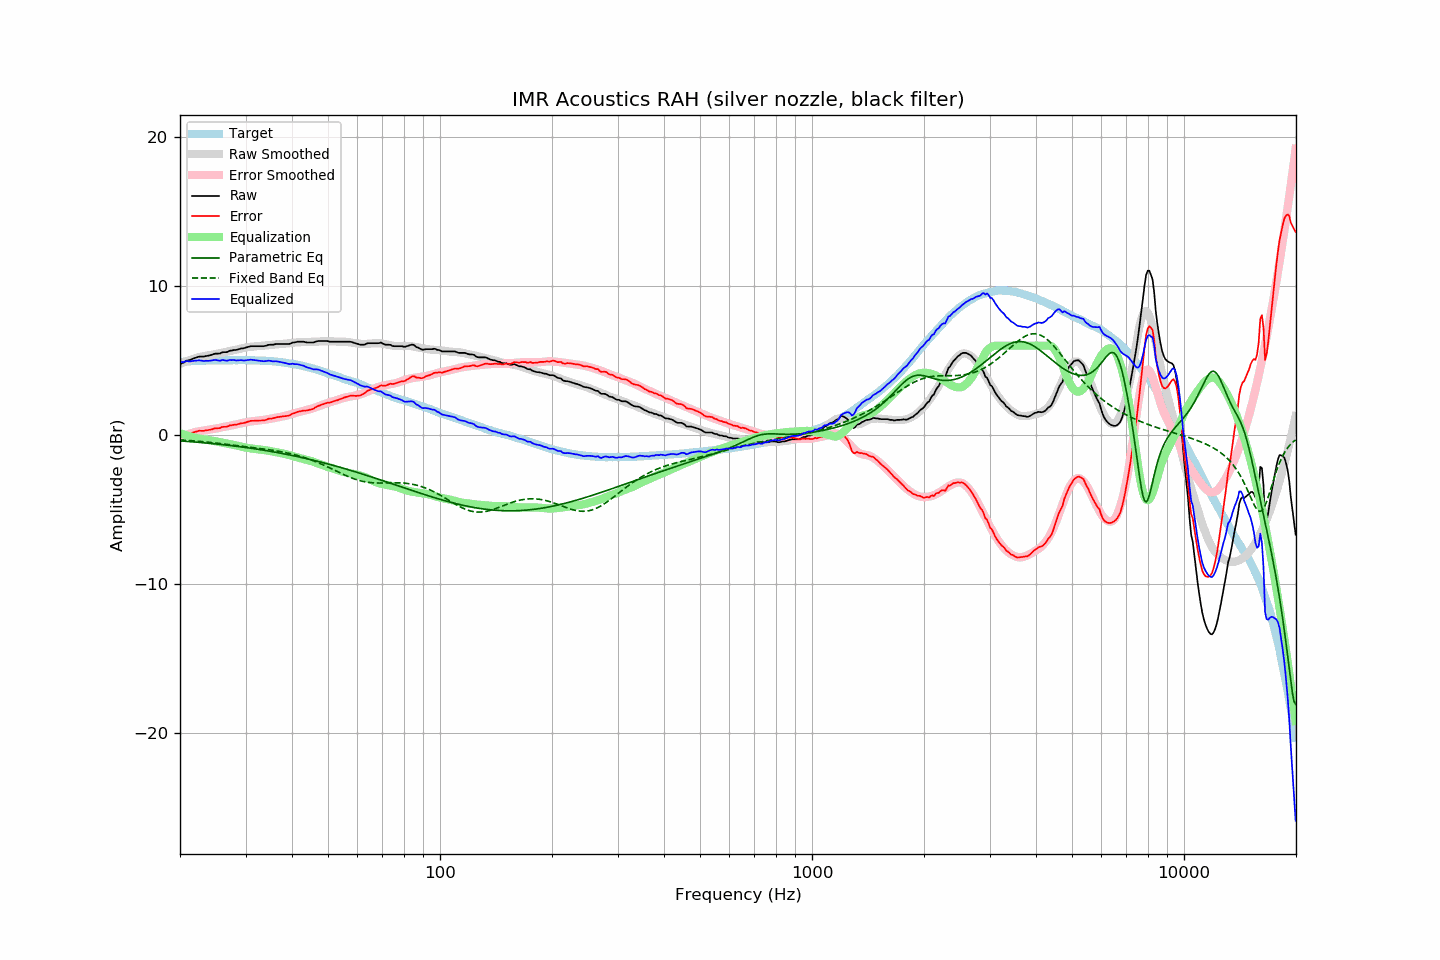 IMR Acoustics RAH (silver nozzle, black filter)
Target
Raw Smoothed
Error Smoothed
Raw
Error
Equalization
Parametric Eq
Fixed Band Eq
Equalized
20
10
0
−10
−20
Amplitude (dBr)
100
1000
10000
Frequency (Hz)